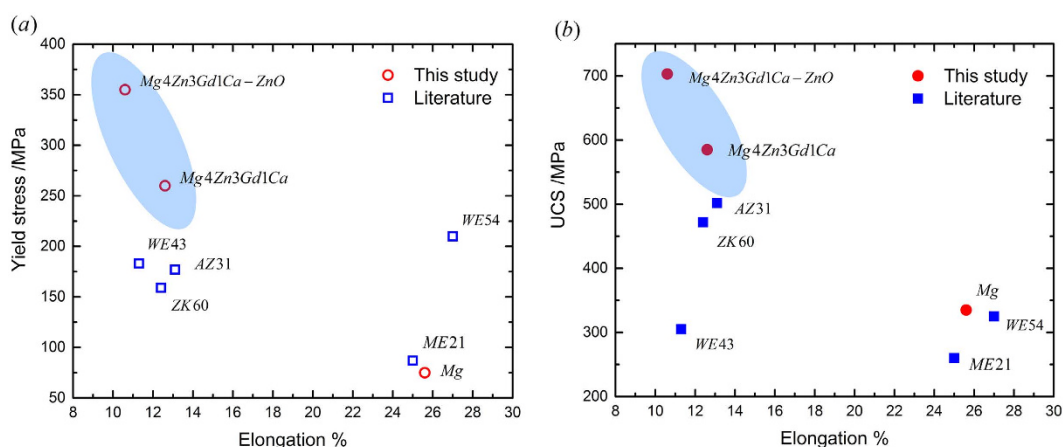 (a)
400
350
300
250
200
150
100
50
Yield stress /MPa
8 10 12 14 16 18 20 22 24 26 28 30
Elongation %
This study
Literature
Mg4Zn3Gd1Ca-ZnO
Mg4Zn3Gd1Ca
WE43
AZ31
ZK60
WE54
ME21
Mg
(b)
700
600
500
400
300
200
UCS /MPa
8 10 12 14 16 18 20 22 24 26 28 30
Elongation %
This study
Literature
Mg4Zn3Gd1Ca-ZnO
Mg4Zn3Gd1Ca
AZ31
ZK60
WE43
Mg
WE54
ME21